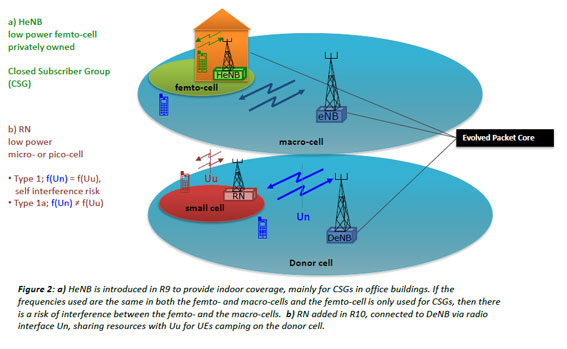 a) HeNB
low power femto-cell
privately owned
Closed Subscriber Group
(CSG)
HeNB
femto-cell
eNB
macro-cell
Evolved Packet Core
b) RN
low power
micro- or pico-cell
• Type 1; f(Un) = f(Uu),
self interference risk
• Type 1a; f(Un) ≠ f(Uu)
Uu
RN
small cell
Un
DeNB
Donor cell
Figure 2: a) HeNB is introduced in R9 to provide indoor coverage, mainly for CSGs in office buildings. If the
frequencies used are the same in both the femto- and macro-cells and the femto-cell is only used for CSGs, then there
is a risk of interference between the femto- and the macro-cells. b) RN added in R10, connected to DeNB via radio
interface Un, sharing resources with Uu for UEs camping on the donor cell.